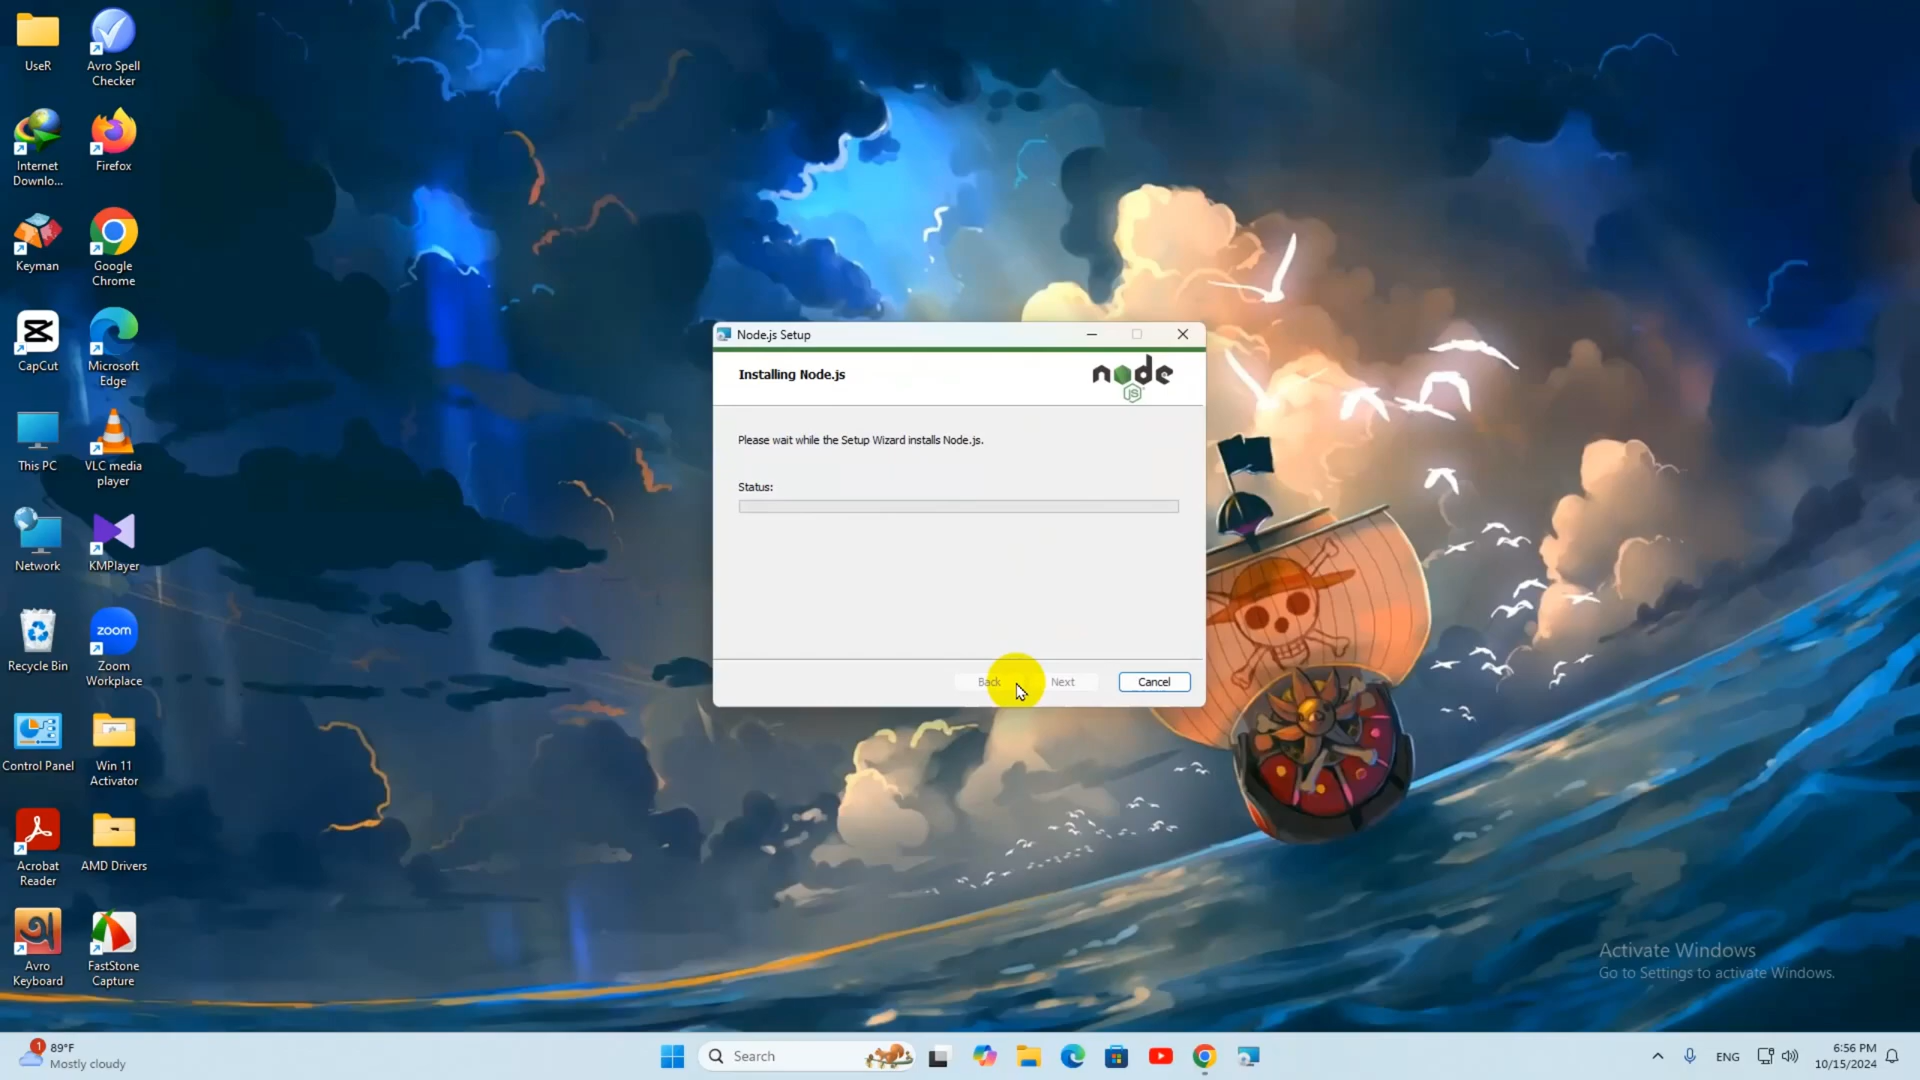 UseR
Avro Spell
Checker
Internet
Downlo...
Firefox
Keyman
Google
Chrome
CapCut
Microsoft
Edge
This PC
VLC media
player
Network
KMPlayer
zoom
Recycle Bin
Zoom
Workplace
Control Panel
Win 11
Activator
Acrobat
Reader
AMD Drivers
Avro
Keyboard
FastStone
Capture
Node.js Setup
Installing Node.js
node
JS
Please wait while the Setup Wizard installs Node.js.
Status:
Back
Next
Cancel
Activate Windows
Go to Settings to activate Windows.
1
89°F
Mostly cloudy
Search
ENG
6:56 PM
10/15/2024